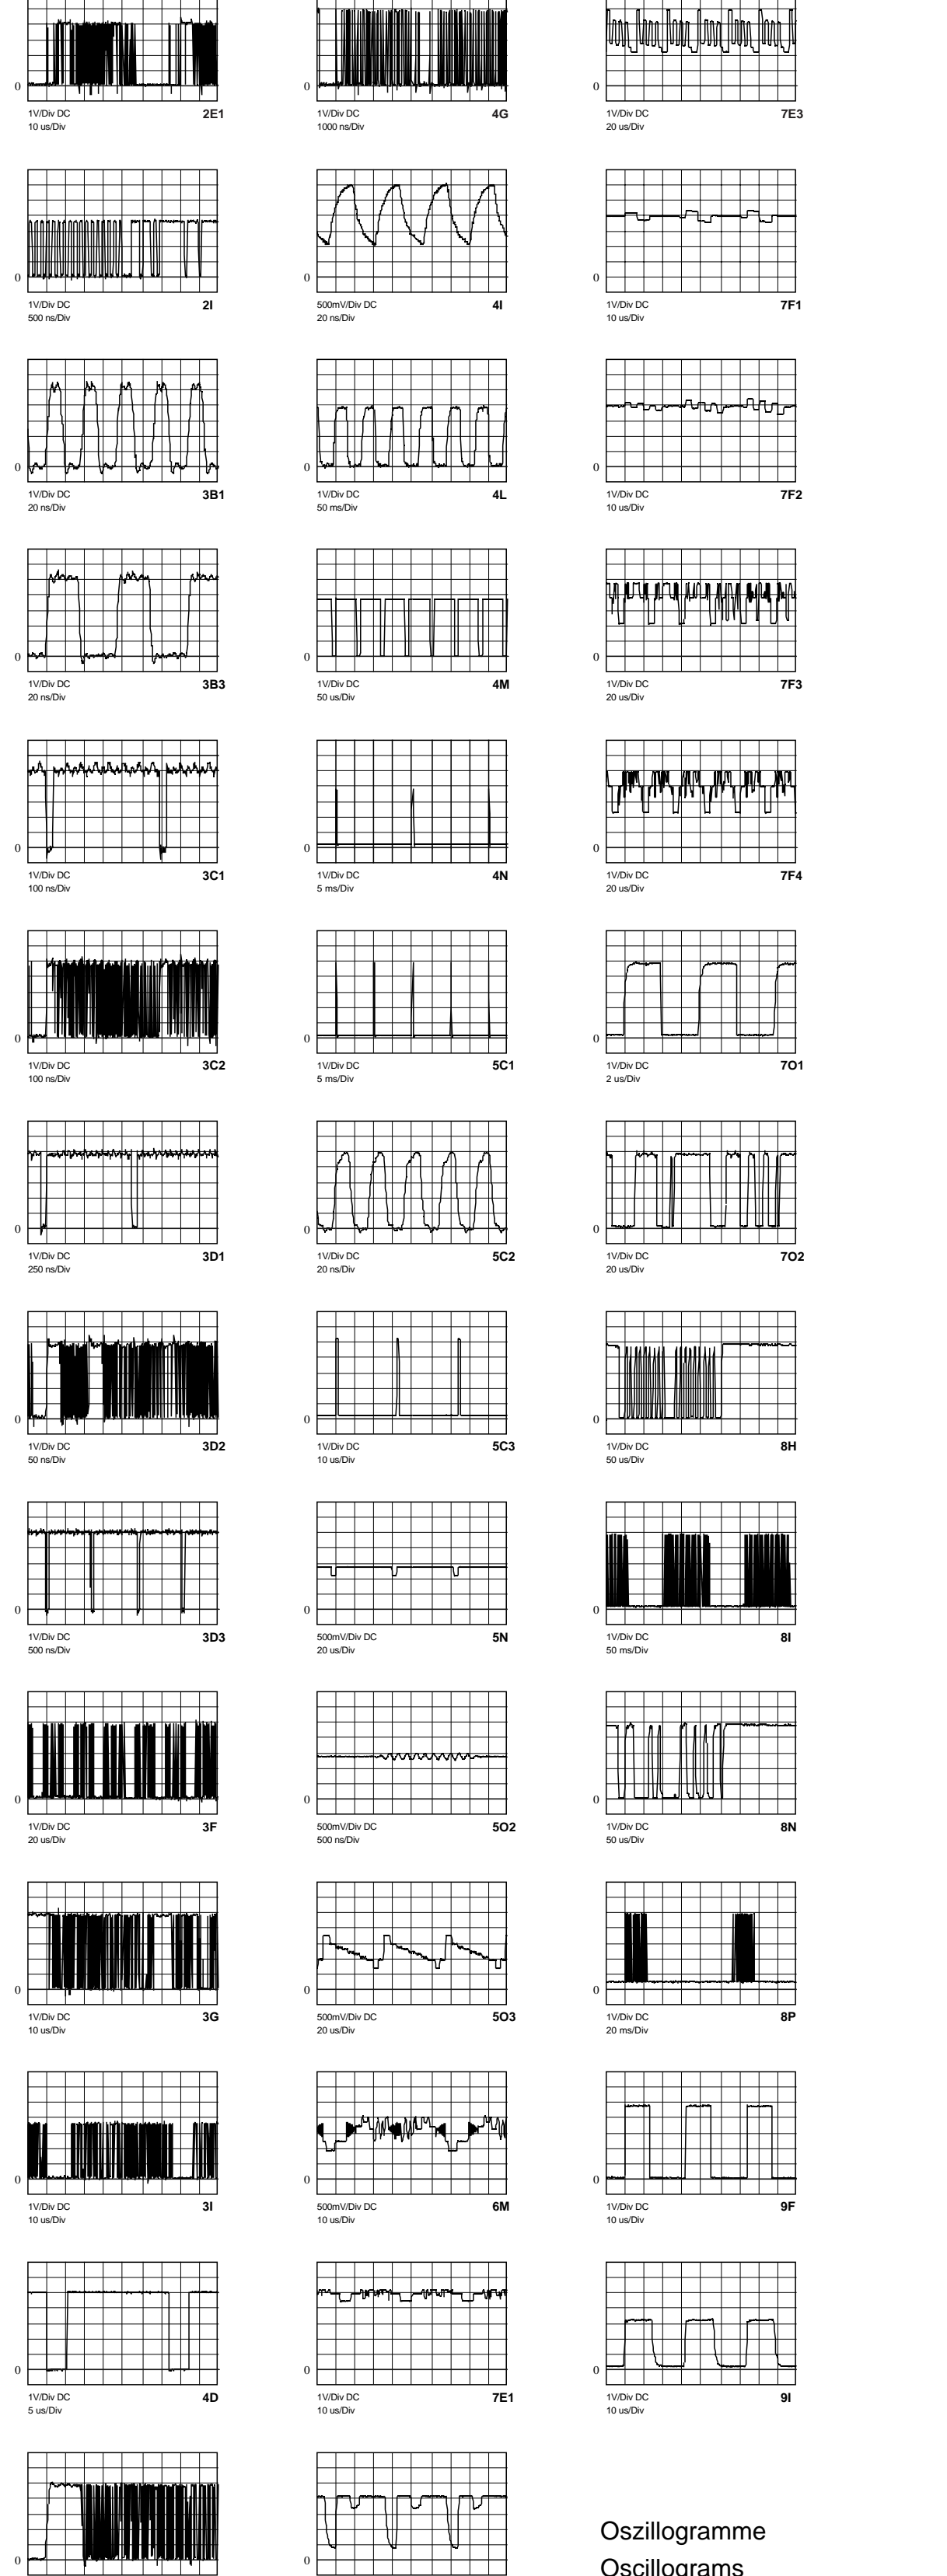 0
1V/Div DC 2E1
10 us/Div
0
1V/Div DC 4G
1000 ns/Div
0
1V/Div DC 7E3
20 us/Div
0
1V/Div DC 2I
500 ns/Div
0
500mV/Div DC 4I
20 ns/Div
0
1V/Div DC 7F1
10 us/Div
0
1V/Div DC 3B1
20 ns/Div
0
1V/Div DC 4L
50 ms/Div
0
1V/Div DC 7F2
10 us/Div
0
1V/Div DC 3B3
20 ns/Div
0
1V/Div DC 4M
50 us/Div
0
1V/Div DC 7F3
20 us/Div
0
1V/Div DC 3C1
100 ns/Div
0
1V/Div DC 4N
5 ms/Div
0
1V/Div DC 7F4
20 us/Div
0
1V/Div DC 3C2
100 ns/Div
0
1V/Div DC 5C1
5 ms/Div
0
1V/Div DC 7O1
2 us/Div
0
1V/Div DC 3D1
250 ns/Div
0
1V/Div DC 5C2
20 ns/Div
0
1V/Div DC 7O2
20 us/Div
0
1V/Div DC 3D2
50 ns/Div
0
1V/Div DC 5C3
10 us/Div
0
1V/Div DC 8H
50 us/Div
0
1V/Div DC 3D3
500 ns/Div
0
500mV/Div DC 5N
20 us/Div
0
1V/Div DC 8I
50 ms/Div
0
1V/Div DC 3F
20 us/Div
0
500mV/Div DC 5O2
500 ns/Div
0
1V/Div DC 8N
50 us/Div
0
1V/Div DC 3G
10 us/Div
0
500mV/Div DC 5O3
20 us/Div
0
1V/Div DC 8P
20 ms/Div
0
1V/Div DC 3I
10 us/Div
0
500mV/Div DC 6M
10 us/Div
0
1V/Div DC 9F
10 us/Div
0
1V/Div DC 4D
5 us/Div
0
1V/Div DC 7E1
10 us/Div
0
1V/Div DC 9I
10 us/Div
0
0
Oszillogramme
Oscillograms